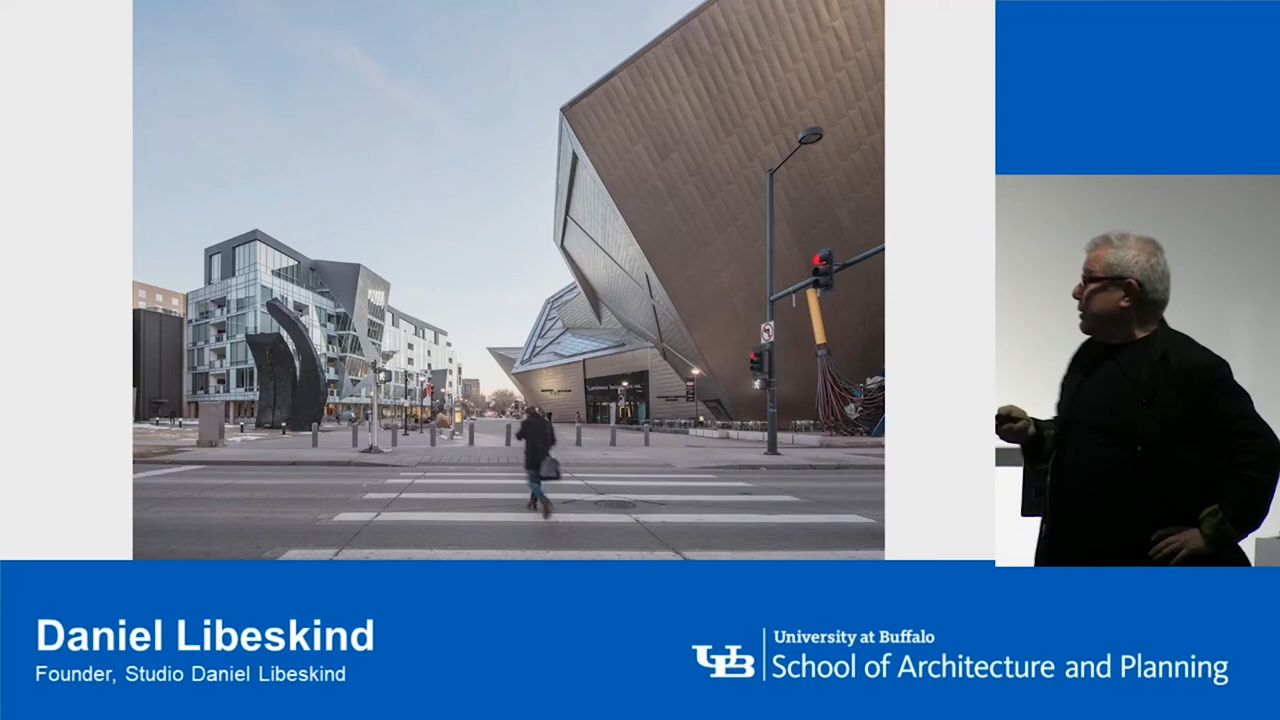 Daniel Libeskind
Founder, Studio Daniel Libeskind
UB
University at Buffalo
School of Architecture and Planning